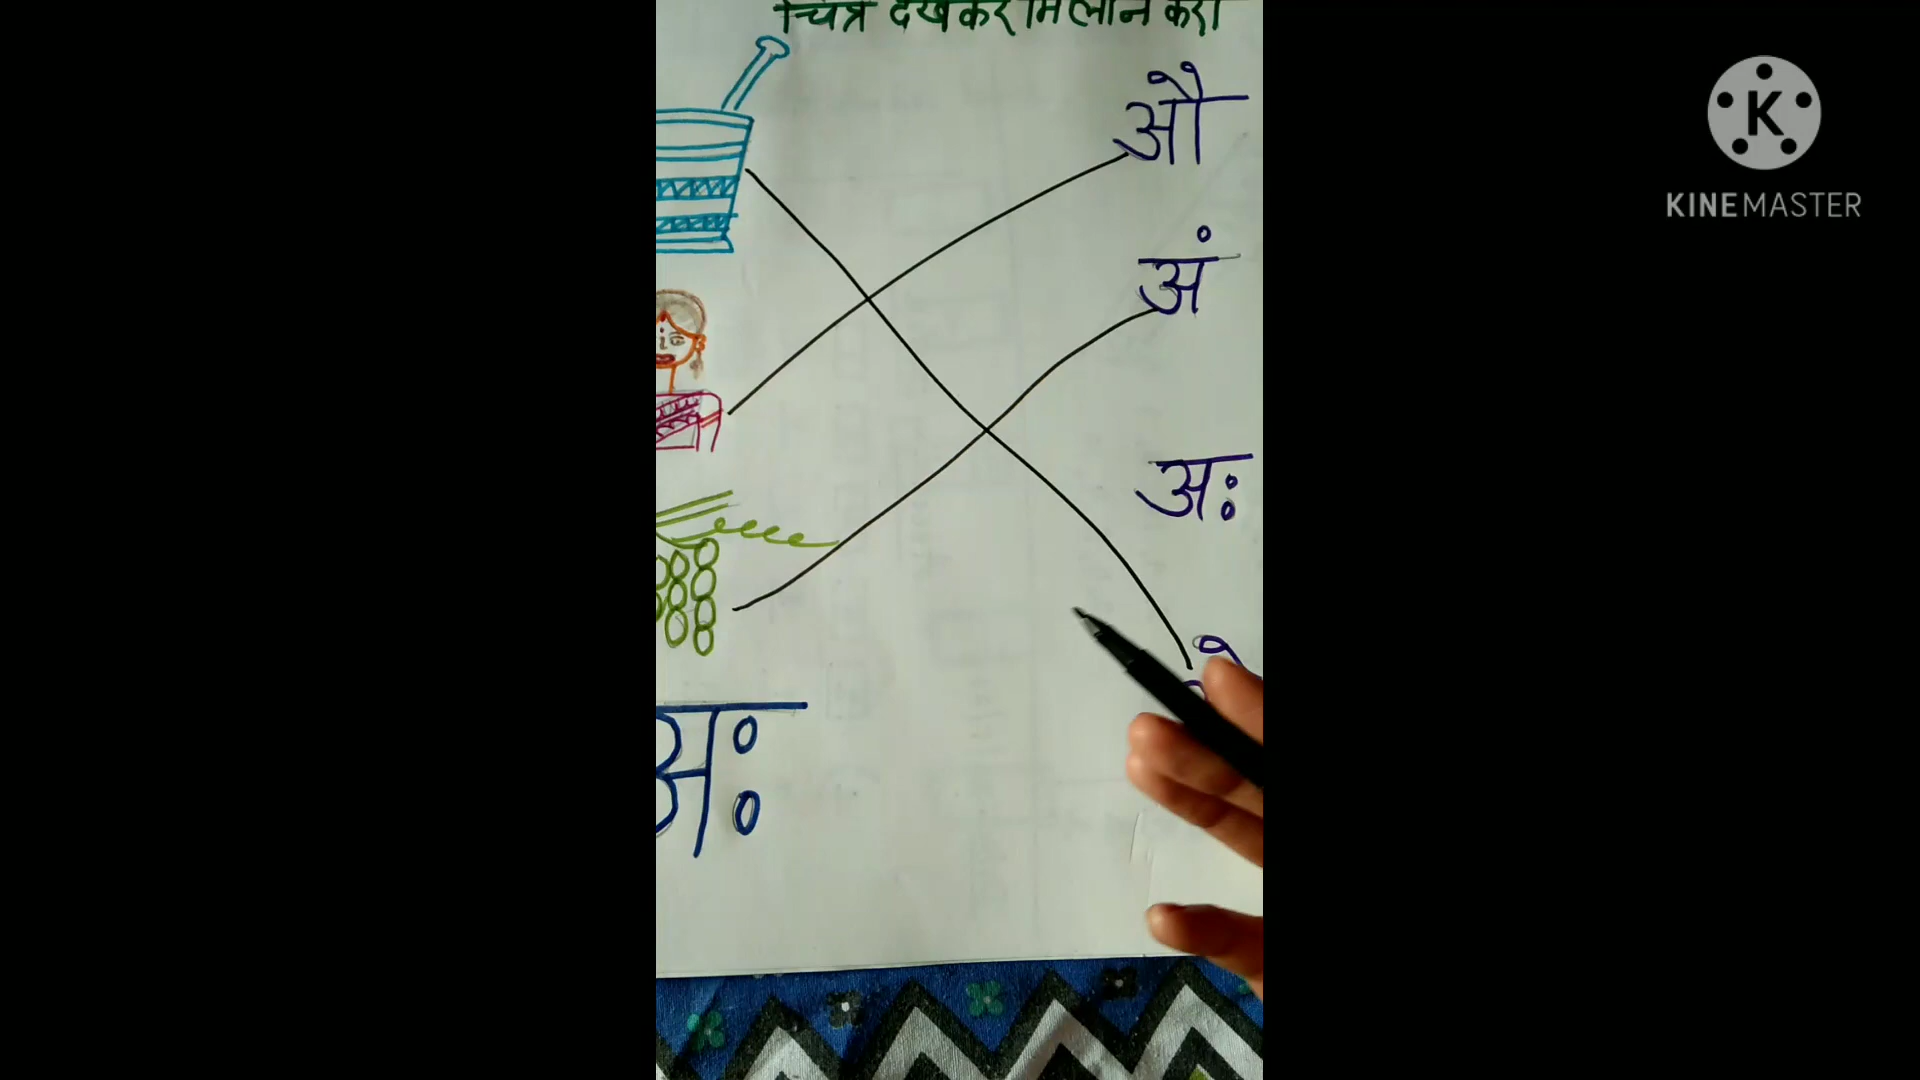 चित्र देखकर मिलान करो
औ
अं
अः
अः
KINEMASTER